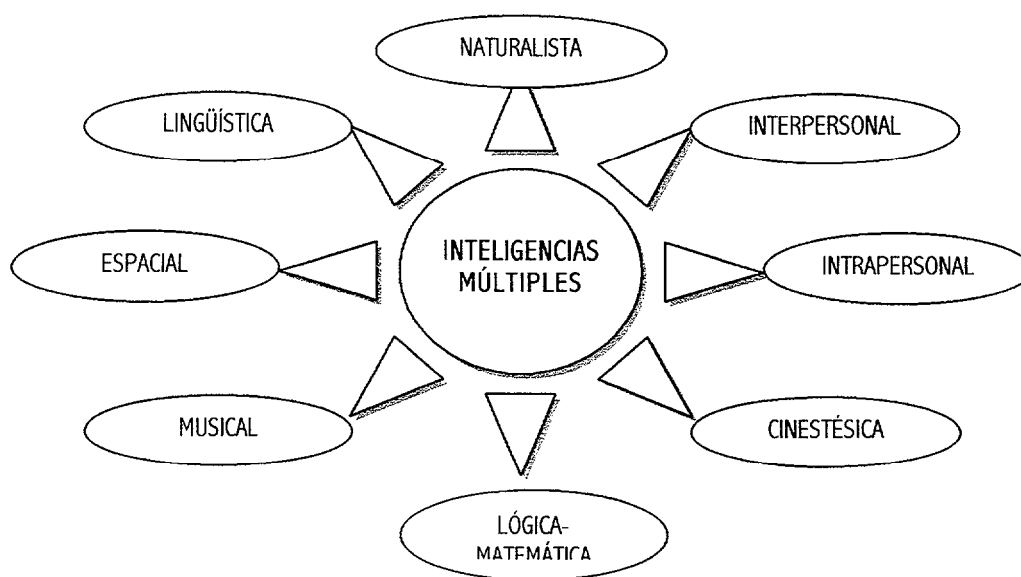 NATURALISTA
LINGÜÍSTICA
INTERPERSONAL
INTELIGENCIAS
MÚLTIPLES
ESPACIAL
INTRAPERSONAL
MUSICAL
CINESTÉSICA
LÓGICA-
MATEMÁTICA